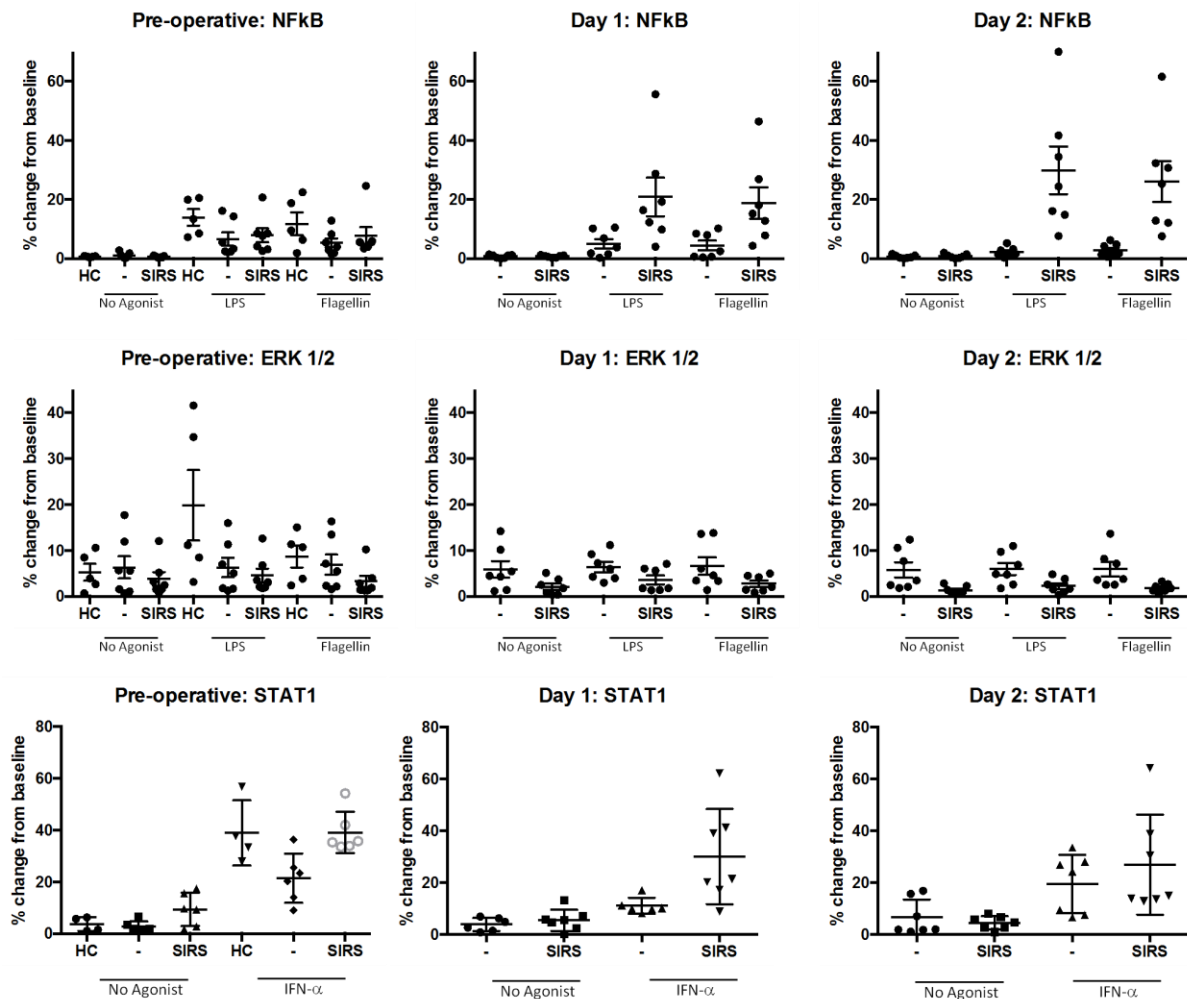 Pre-operative: NFkB
% change from baseline
60
40
20
0
HC - SIRS HC - SIRS HC - SIRS
No Agonist LPS Flagellin
Day 1: NFkB
% change from baseline
60
40
20
0
- SIRS - SIRS - SIRS
No Agonist LPS Flagellin
Day 2: NFkB
% change from baseline
60
40
20
0
- SIRS - SIRS - SIRS
No Agonist LPS Flagellin
Pre-operative: ERK 1/2
% change from baseline
40
30
20
10
0
HC - SIRS HC - SIRS HC - SIRS
No Agonist LPS Flagellin
Day 1: ERK 1/2
% change from baseline
40
30
20
10
0
- SIRS - SIRS - SIRS
No Agonist LPS Flagellin
Day 2: ERK 1/2
% change from baseline
40
30
20
10
0
- SIRS - SIRS - SIRS
No Agonist LPS Flagellin
Pre-operative: STAT1
% change from baseline
80
60
40
20
0
HC - SIRS HC - SIRS
No Agonist IFN-α
Day 1: STAT1
% change from baseline
80
60
40
20
0
- SIRS - SIRS
No Agonist IFN-α
Day 2: STAT1
% change from baseline
80
60
40
20
0
- SIRS - SIRS
No Agonist IFN-α